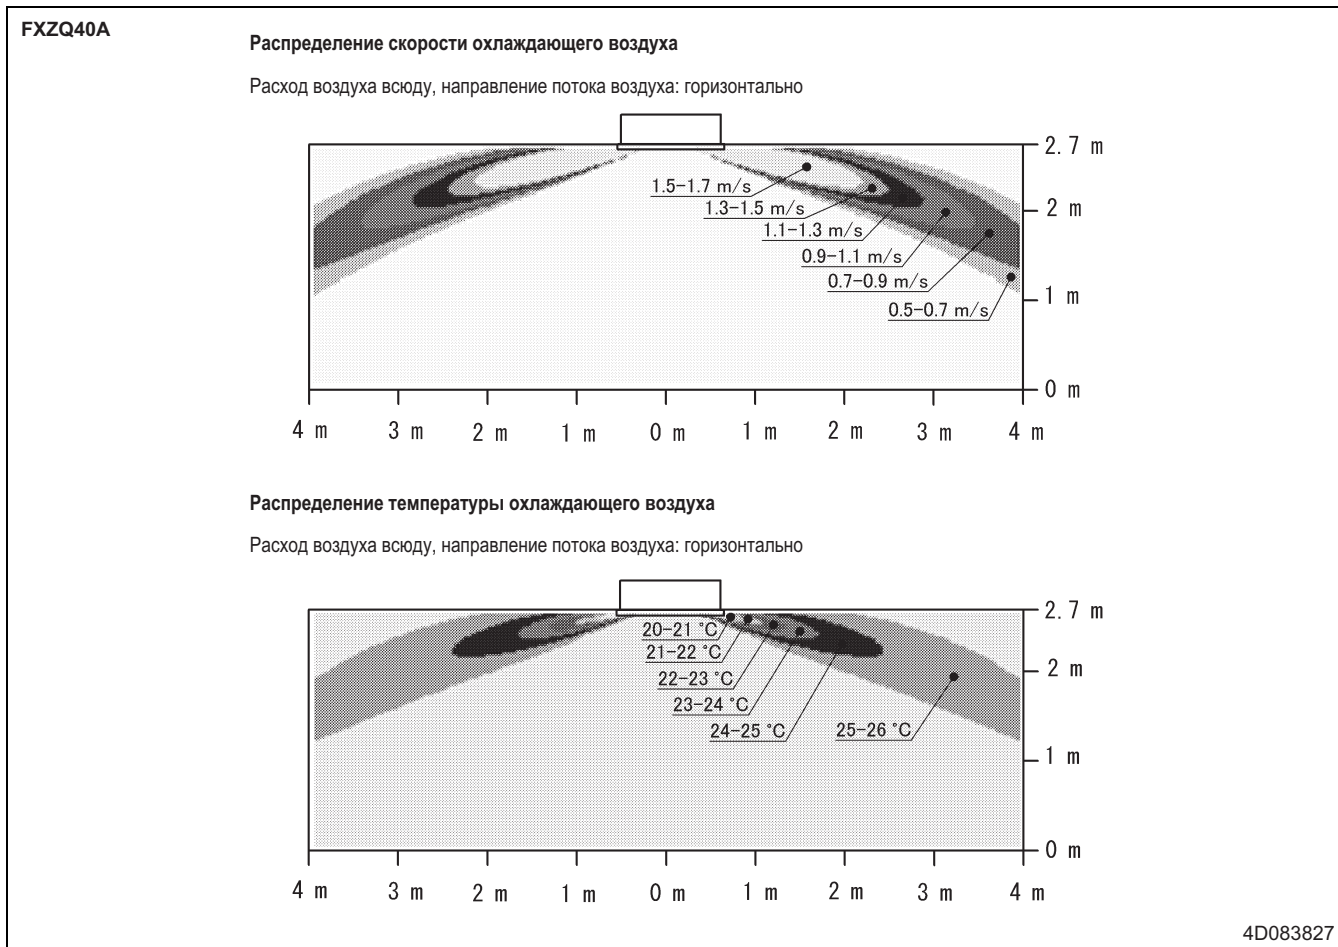 FXZQ40A
Распределение скорости охлаждающего воздуха
Расход воздуха всюду, направление потока воздуха: горизонтально
2.7 m
1.5-1.7 m/s
1.3-1.5 m/s
2 m
1.1-1.3 m/s
0.9-1.1 m/s
0.7-0.9 m/s
1 m
0.5-0.7 m/s
0 m
4 m 3 m 2 m 1 m 0 m 1 m 2 m 3 m 4 m
Распределение температуры охлаждающего воздуха
Расход воздуха всюду, направление потока воздуха: горизонтально
2.7 m
20-21 °C
21-22 °C
2 m
22-23 °C
23-24 °C
24-25 °C 25-26 °C
1 m
0 m
4 m 3 m 2 m 1 m 0 m 1 m 2 m 3 m 4 m
4D083827